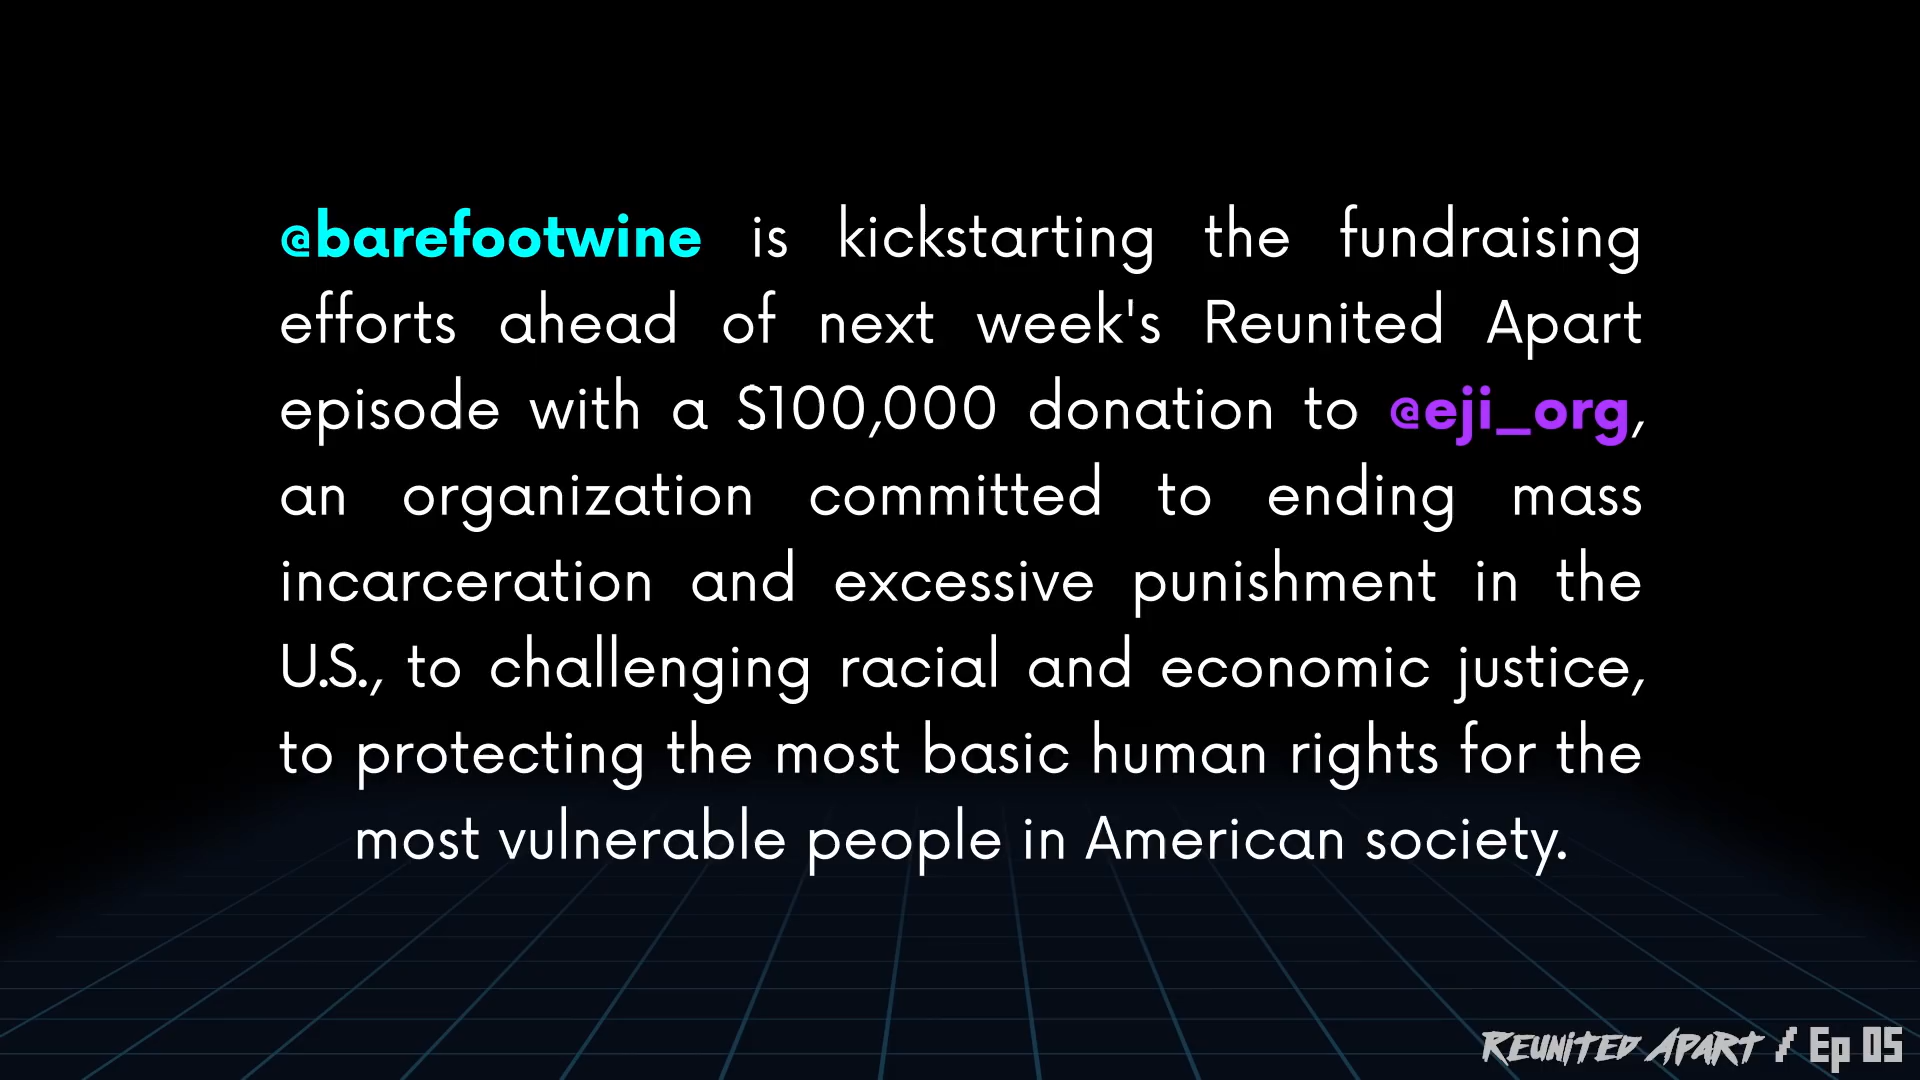 @barefootwine is kickstarting the fundraising
efforts ahead of next week's Reunited Apart
episode with a $100,000 donation to @eji_org,
an organization committed to ending mass
incarceration and excessive punishment in the
U.S., to challenging racial and economic justice,
to protecting the most basic human rights for the
most vulnerable people in American society.
REUNITED APART / Ep 05